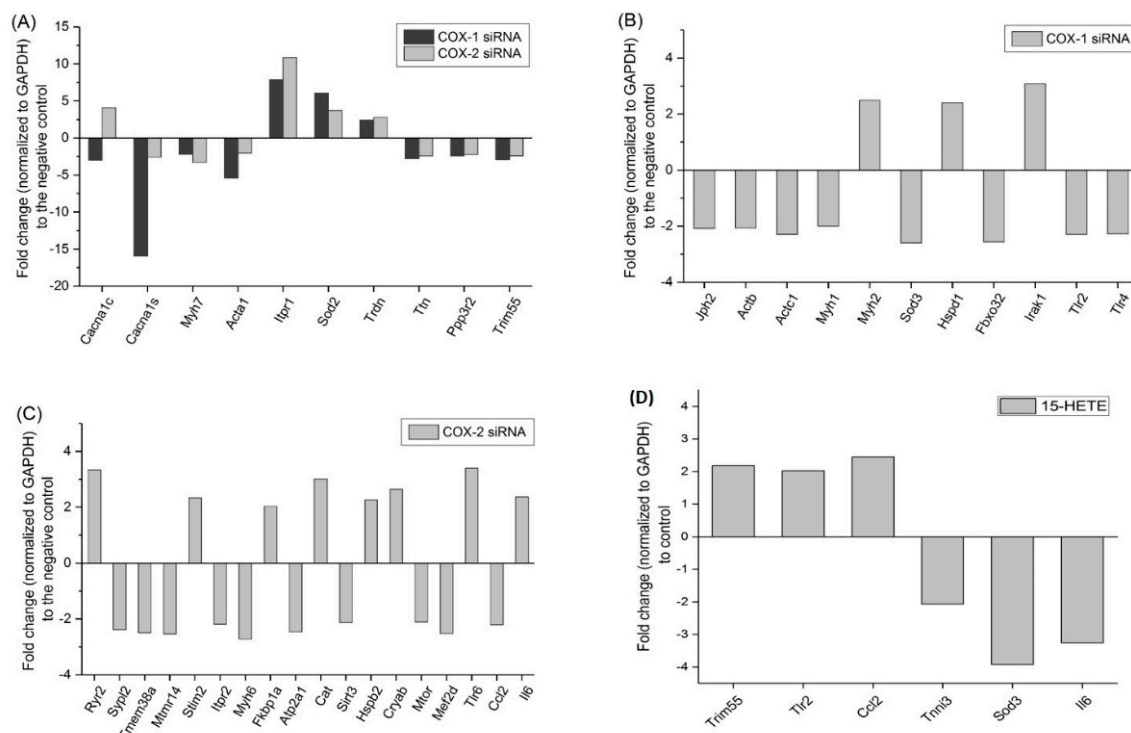 (A)
COX-1 siRNA
COX-2 siRNA
Fold change (normalized to GAPDH)
to the negative control
15
10
5
0
-5
-10
-15
-20
Cacna1c
Cacna1s
Myh7
Acta1
Itpr1
Sod2
Trdn
Ttn
Ppp3r2
Trim55
(B)
COX-1 siRNA
Fold change (normalized to GAPDH)
to the negative control
4
2
0
-2
-4
Jph2
Actb
Actc1
Myh1
Myh2
Sod3
Hspd1
Fbxo32
Irak1
Tlr2
Tlr4
(C)
COX-2 siRNA
Fold change (normalized to GAPDH)
to the negative control
4
2
0
-2
-4
Ryr2
Sypl2
Tmem38a
Mtmr14
Stim2
Itpr2
Myh6
Fkbp1a
Atp2a1
Cat
Sirt3
Hspb2
Cryab
Mtor
Mef2d
Tlr6
Ccl2
Il6
(D)
15-HETE
Fold change (normalized to GAPDH)
to control
4
3
2
1
0
-1
-2
-3
-4
Trim55
Tlr2
Ccl2
Tnni3
Sod3
Il6